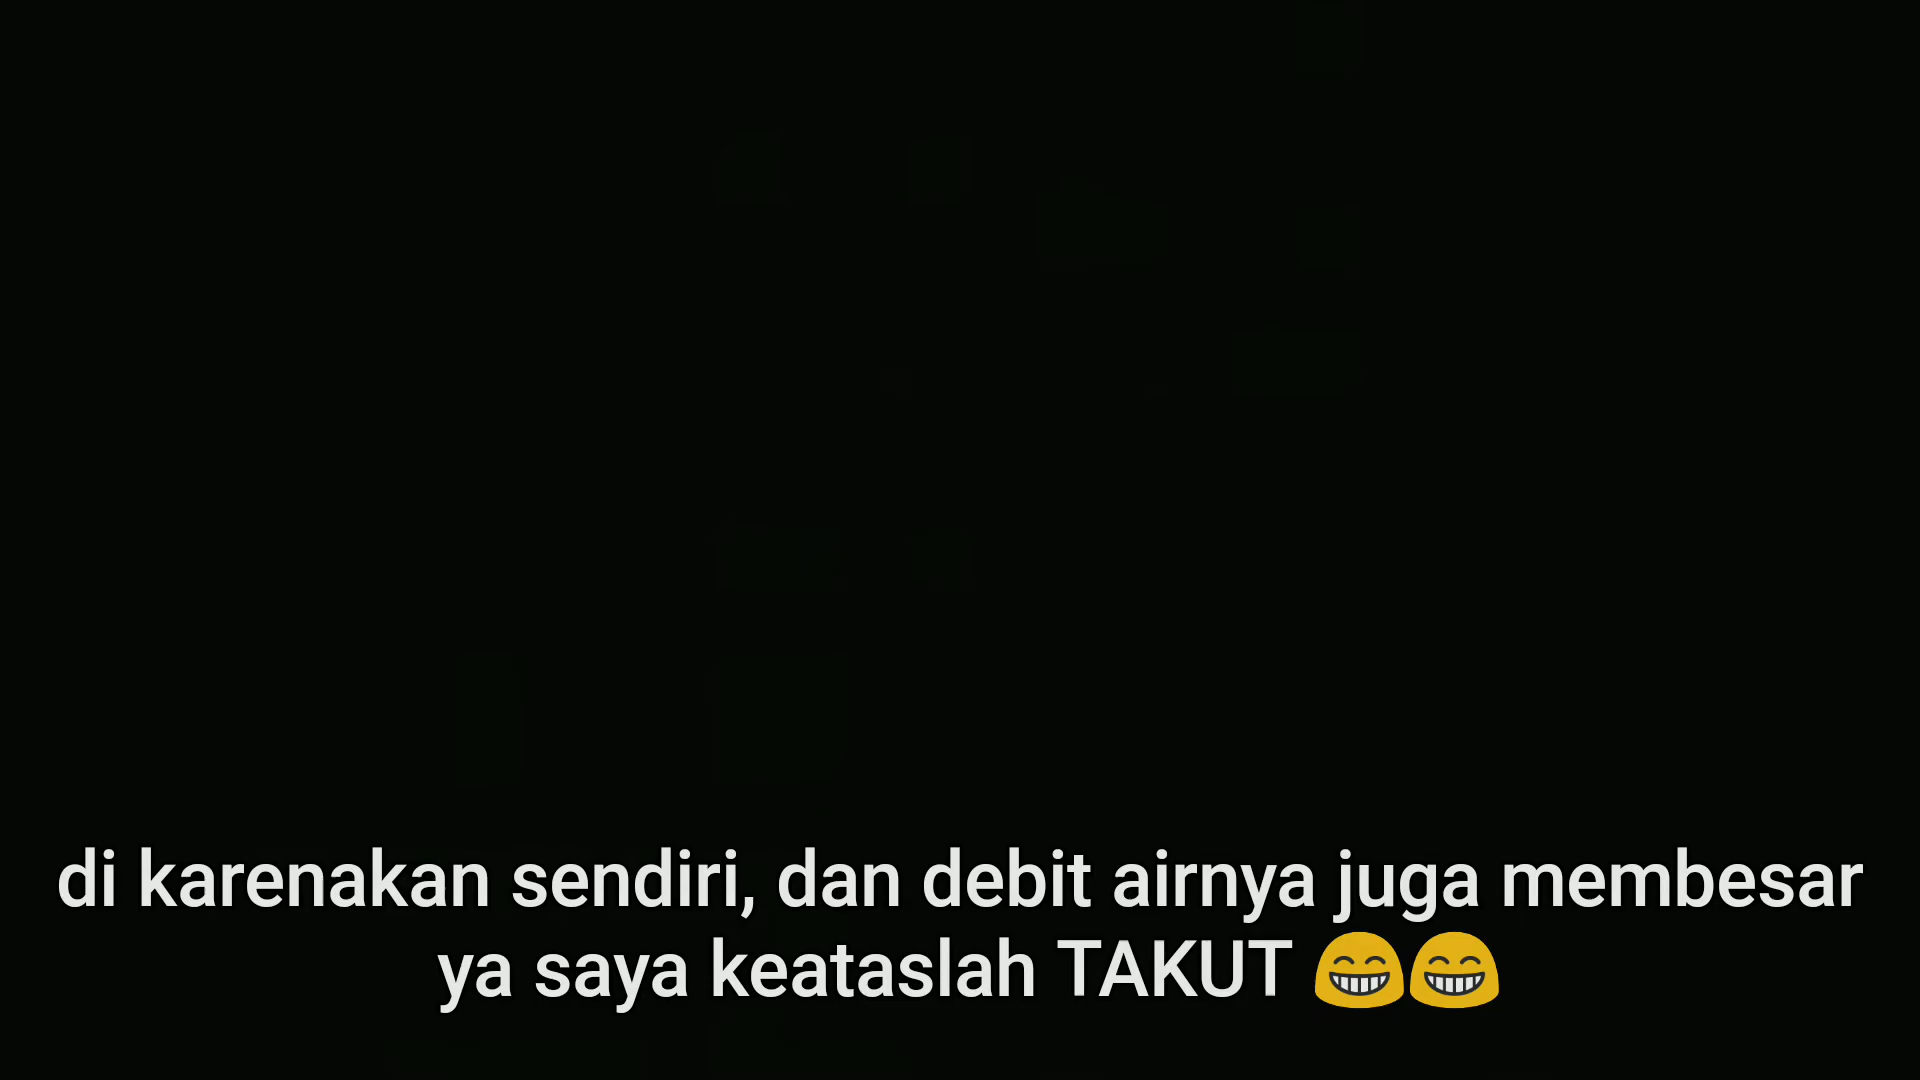 di karenakan sendiri, dan debit airnya juga membesar
ya saya keataslah TAKUT 😁😁